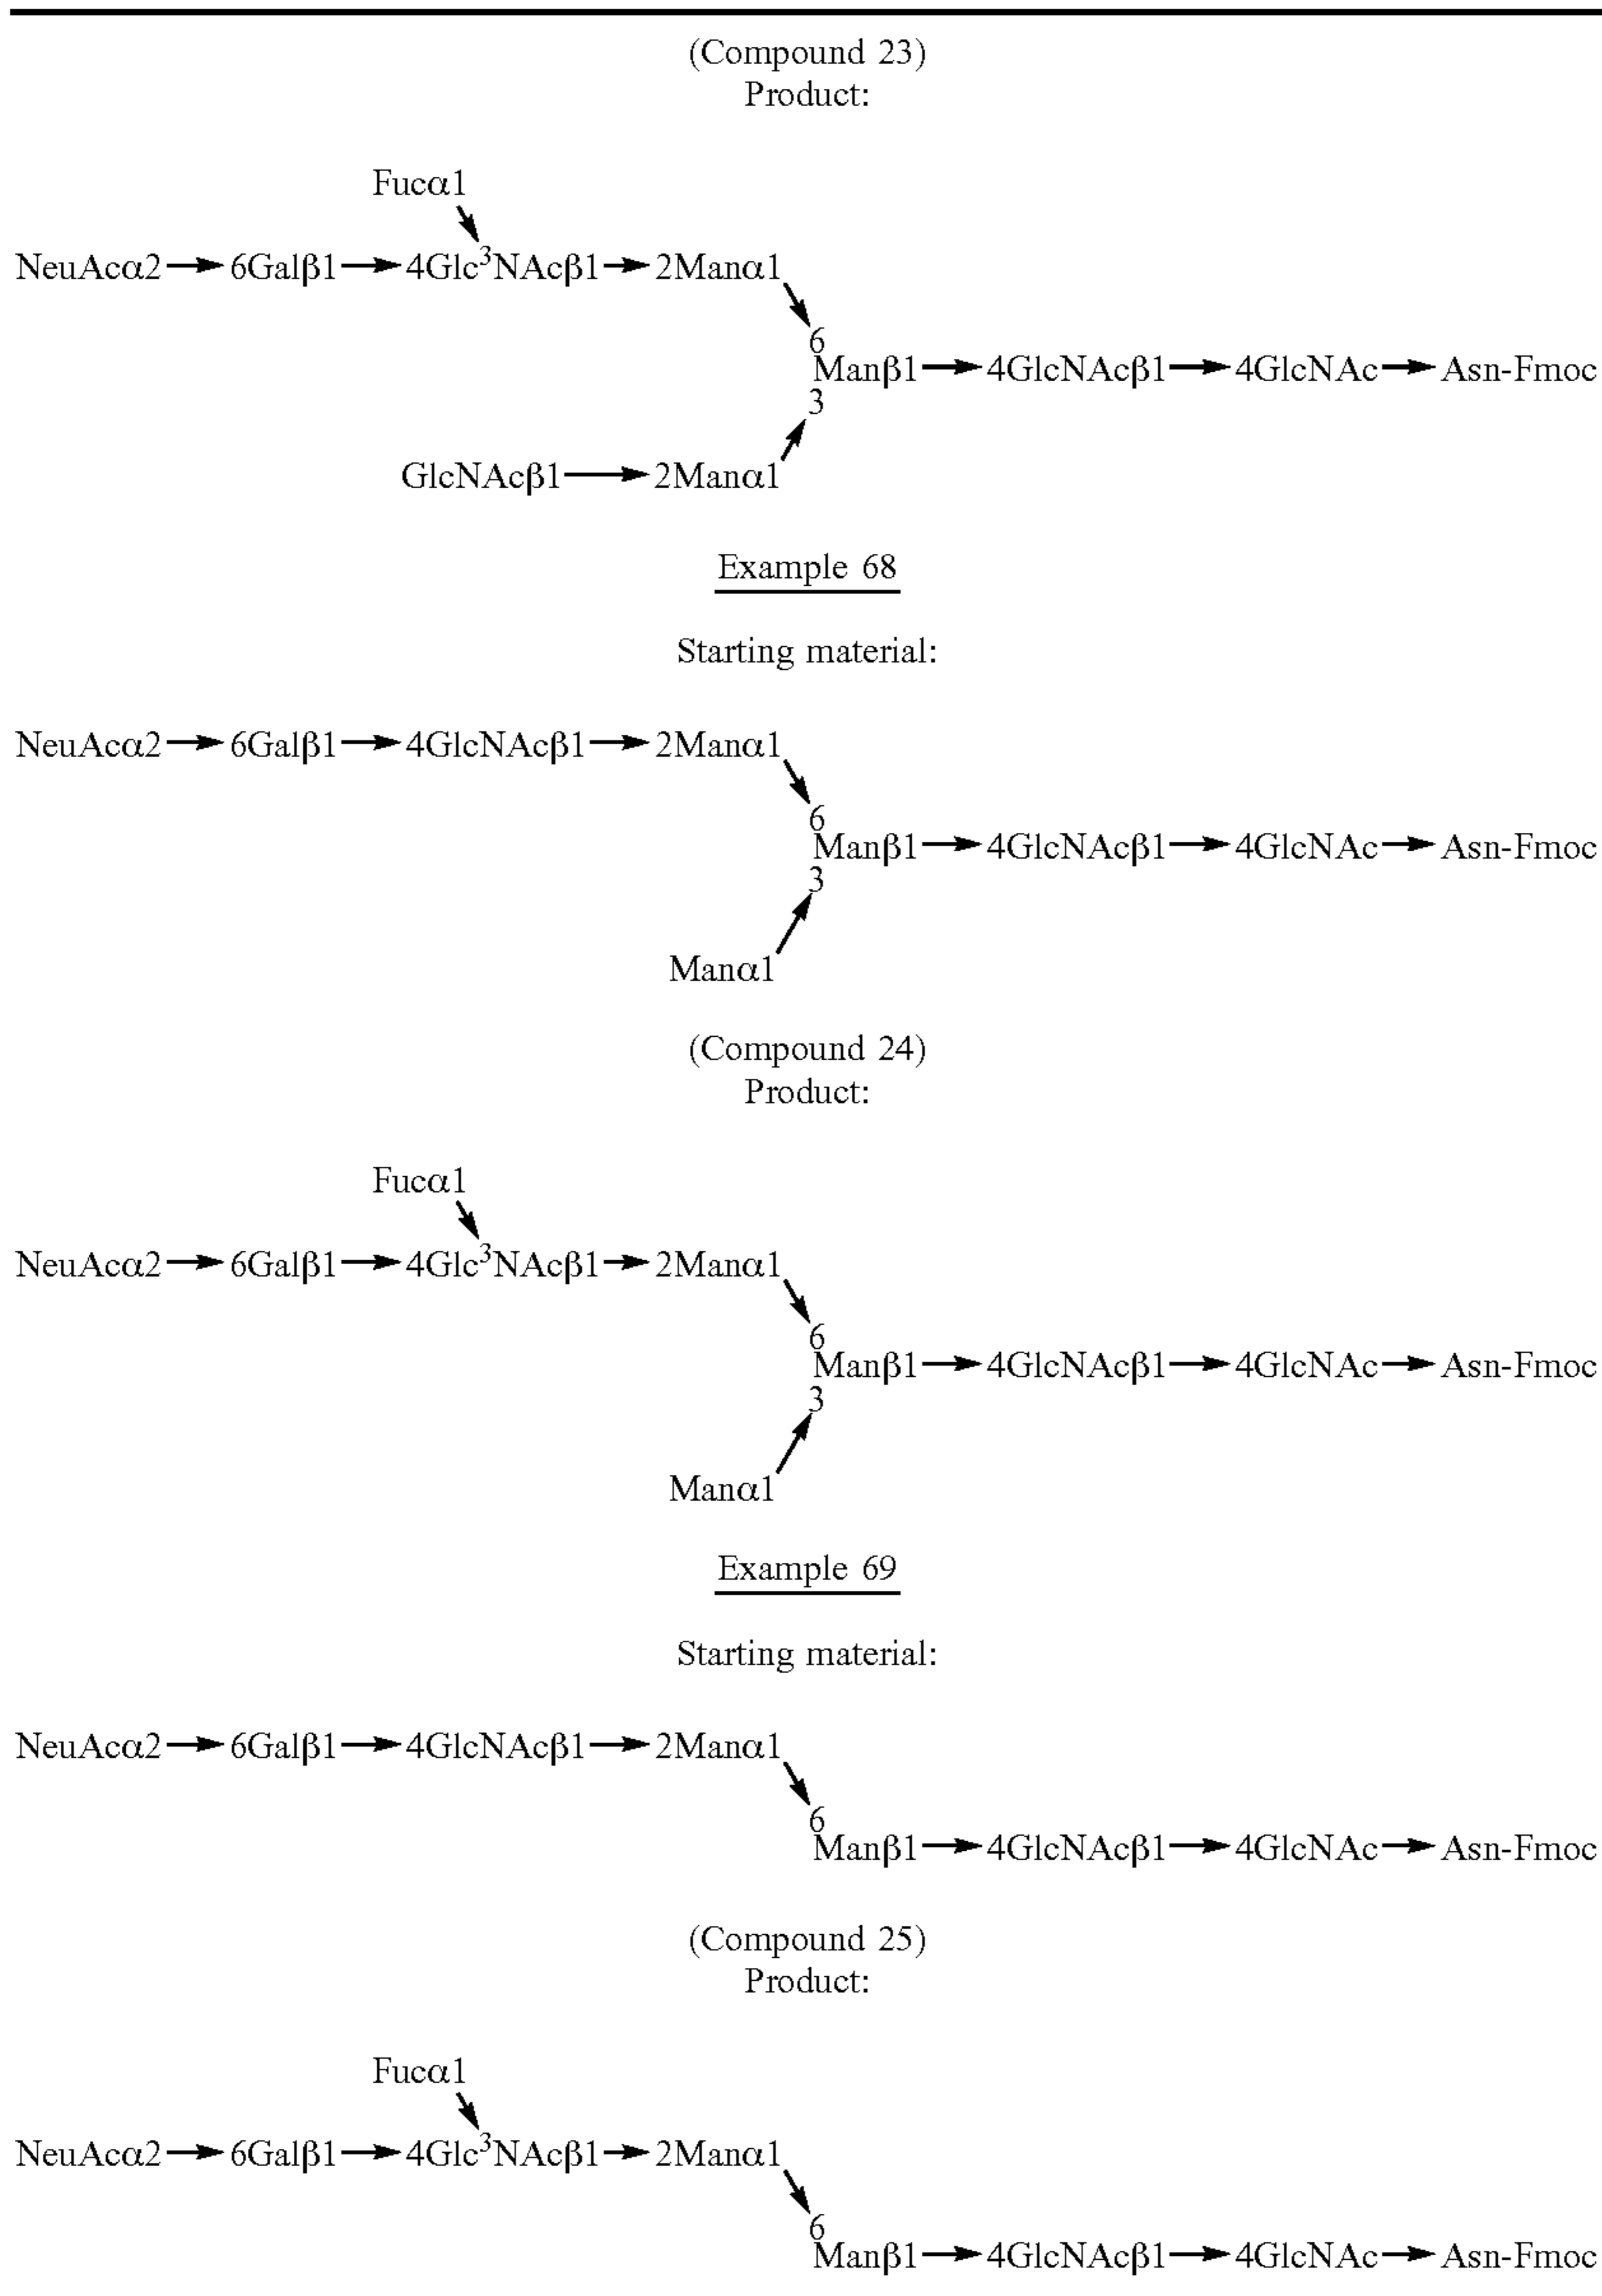 (Compound 23)
Product:
Fucα1
NeuAcα2→6Galβ1→4Glc³NAcβ1→2Manα1
6
Manβ1→4GlcNAcβ1→4GlcNAc→Asn-Fmoc
3
GlcNAcβ1→2Manα1
Example 68
Starting material:
NeuAcα2→6Galβ1→4GlcNAcβ1→2Manα1
6
Manβ1→4GlcNAcβ1→4GlcNAc→Asn-Fmoc
3
Manα1
(Compound 24)
Product:
Fucα1
NeuAcα2→6Galβ1→4Glc³NAcβ1→2Manα1
6
Manβ1→4GlcNAcβ1→4GlcNAc→Asn-Fmoc
3
Manα1
Example 69
Starting material:
NeuAcα2→6Galβ1→4GlcNAcβ1→2Manα1
6
Manβ1→4GlcNAcβ1→4GlcNAc→Asn-Fmoc
(Compound 25)
Product:
Fucα1
NeuAcα2→6Galβ1→4Glc³NAcβ1→2Manα1
6
Manβ1→4GlcNAcβ1→4GlcNAc→Asn-Fmoc